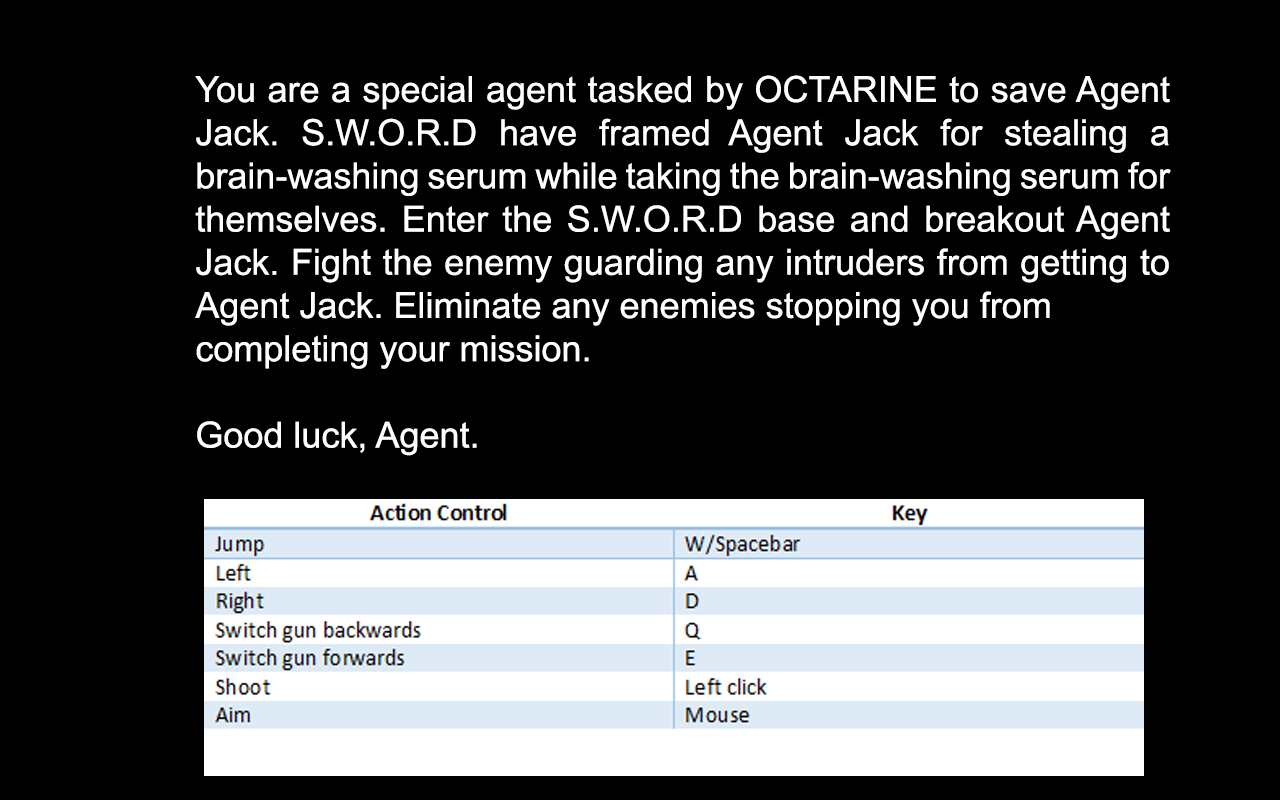 You are a special agent tasked by OCTARINE to save Agent
Jack. S.W.O.R.D have framed Agent Jack for stealing a
brain-washing serum while taking the brain-washing serum for
themselves. Enter the S.W.O.R.D base and breakout Agent
Jack. Fight the enemy guarding any intruders from getting to
Agent Jack. Eliminate any enemies stopping you from
completing your mission.
Good luck, Agent.
Action Control Key
Jump W/Spacebar
Left A
Right D
Switch gun backwards Q
Switch gun forwards E
Shoot Left click
Aim Mouse